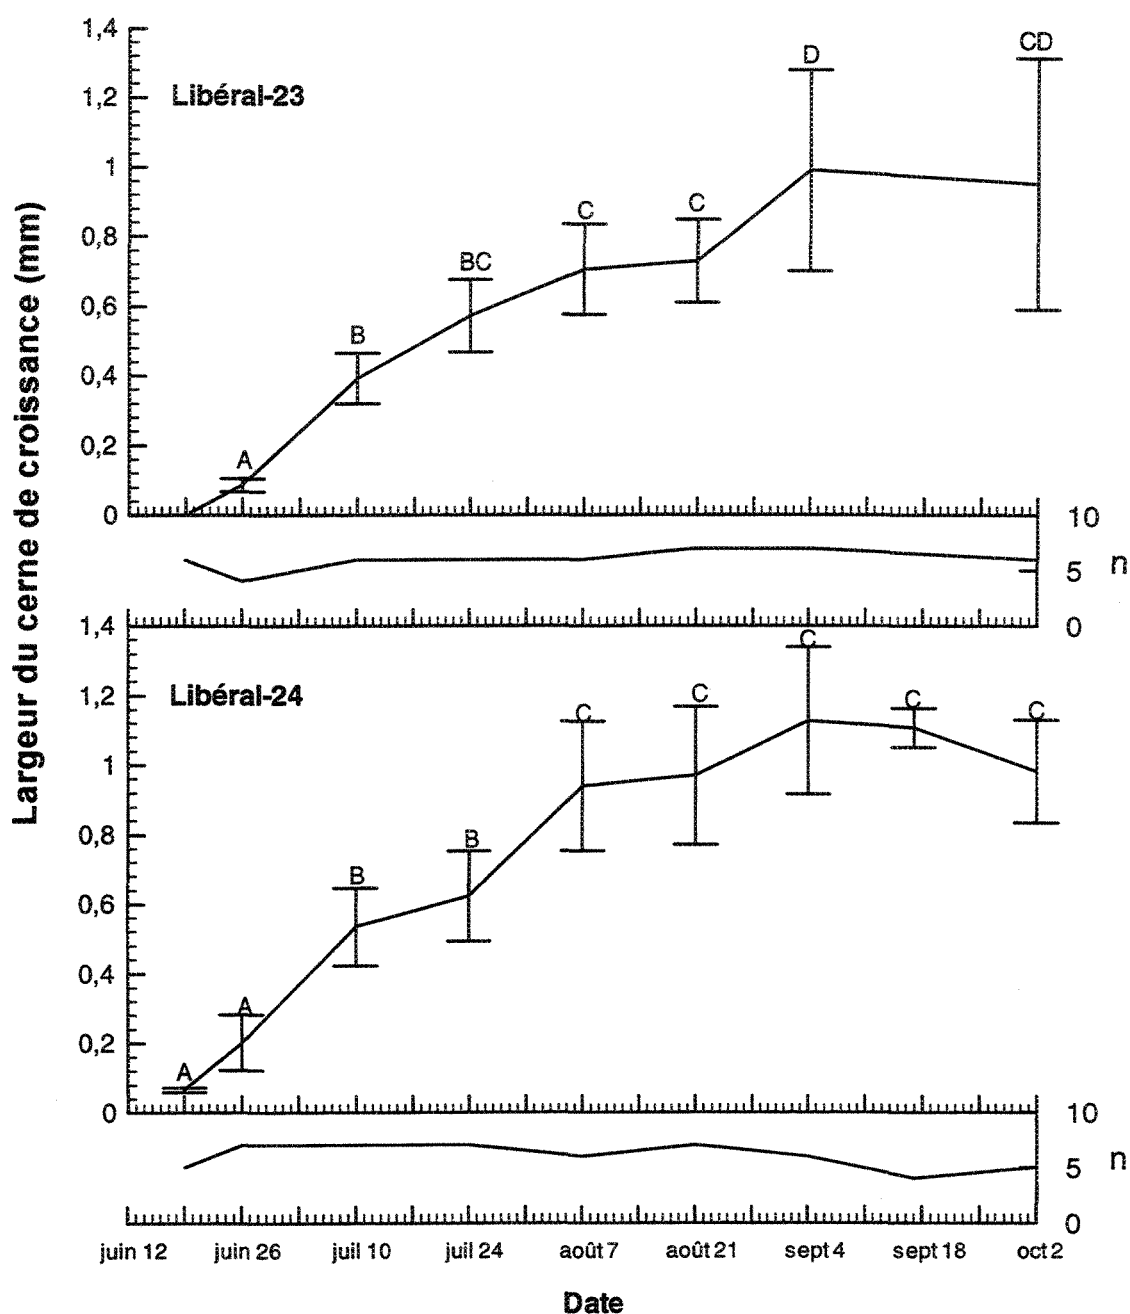 Largeur du cerne de croissance (mm)
1,4
1,2
1
0,8
0,6
0,4
0,2
0
Libéral-23
A
B
BC
C
C
D
CD
10
5
0
n
1,4
1,2
1
0,8
0,6
0,4
0,2
0
Libéral-24
A
A
B
B
C
C
C
C
C
10
5
0
n
juin 12 juin 26 juil 10 juil 24 août 7 août 21 sept 4 sept 18 oct 2
Date